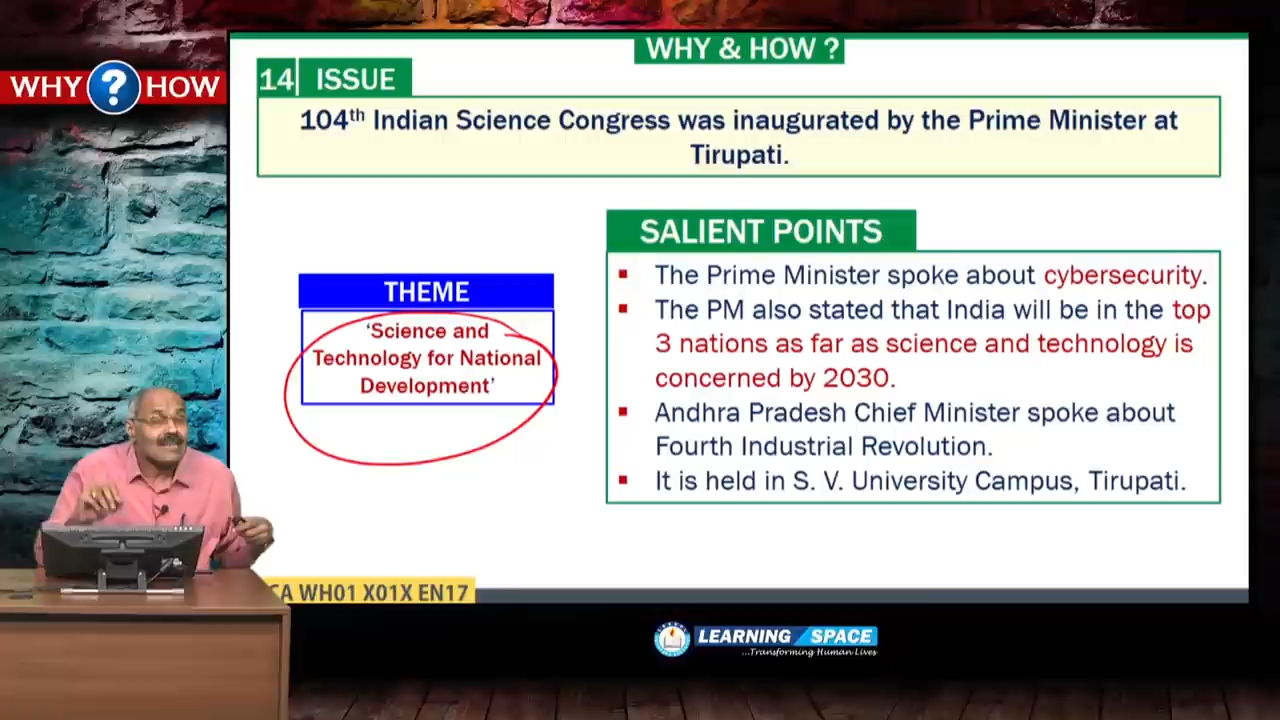 WHY & HOW ?
WHY ? HOW
14 ISSUE
104th Indian Science Congress was inaugurated by the Prime Minister at
Tirupati.
SALIENT POINTS
THEME
'Science and
Technology for National
Development'
▪ The Prime Minister spoke about cybersecurity.
▪ The PM also stated that India will be in the top
3 nations as far as science and technology is
concerned by 2030.
▪ Andhra Pradesh Chief Minister spoke about
Fourth Industrial Revolution.
▪ It is held in S. V. University Campus, Tirupati.
CA WH01 X01X EN17
LEARNING SPACE
...Transforming Human Lives